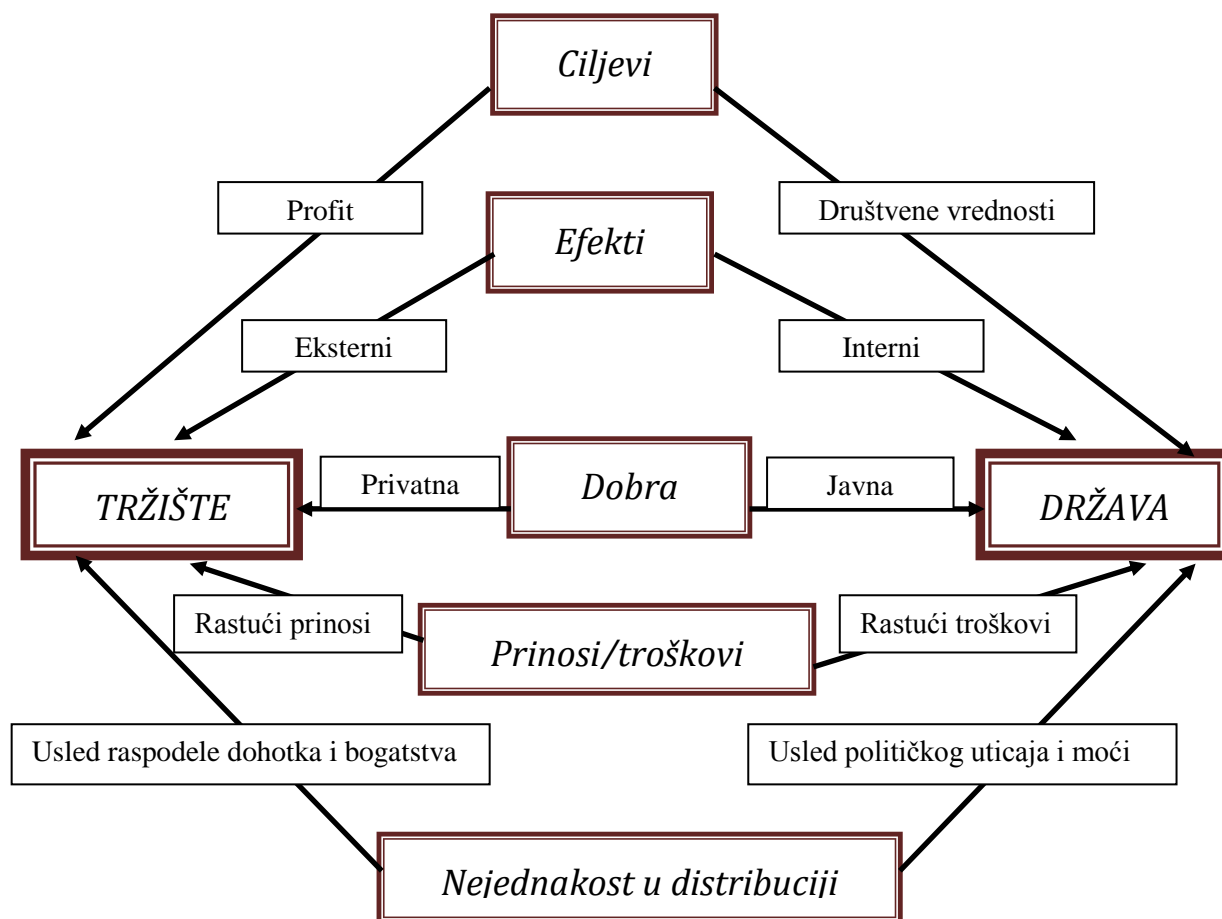 Ciljevi
Profit
Društvene vrednosti
Efekti
Eksterni
Interni
TRŽIŠTE
Privatna
Dobra
Javna
DRŽAVA
Rastući prinosi
Prinosi/troškovi
Rastući troškovi
Usled raspodele dohotka i bogatstva
Usled političkog uticaja i moći
Nejednakost u distribuciji